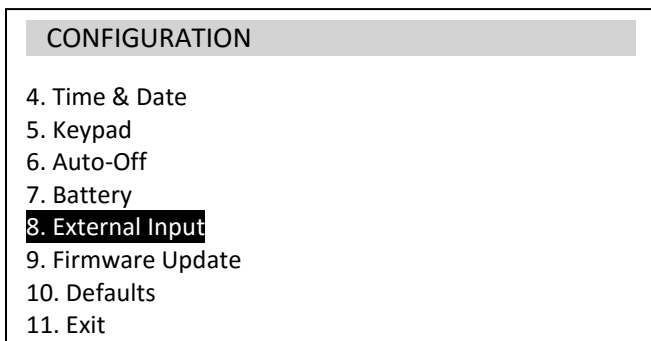 CONFIGURATION
4. Time & Date
5. Keypad
6. Auto-Off
7. Battery
8. External Input
9. Firmware Update
10. Defaults
11. Exit